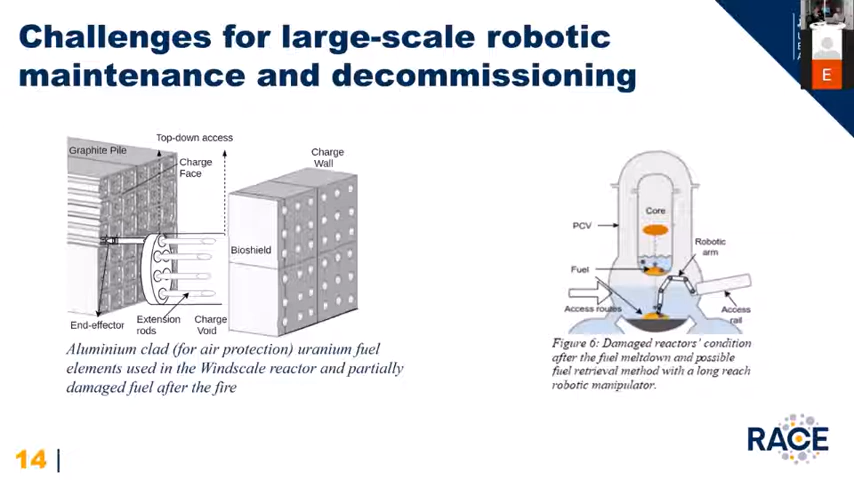 Challenges for large-scale robotic
maintenance and decommissioning
E
Top-down access
Graphite Pile
Charge
Face
Charge
Wall
Bioshield
End-effector
Extension
rods
Charge
Void
Aluminium clad (for air protection) uranium fuel
elements used in the Windscale reactor and partially
damaged fuel after the fire
Core
PCV
Robotic
arm
Fuel
Access routes
Access
rail
Figure 6: Damaged reactors' condition
after the fuel meltdown and possible
fuel retrieval method with a long reach
robotic manipulator.
RACE
14